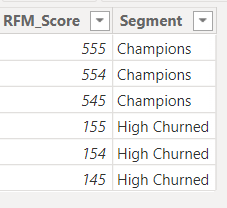 RFM_Score Segment
555 Champions
554 Champions
545 Champions
155 High Churned
154 High Churned
145 High Churned